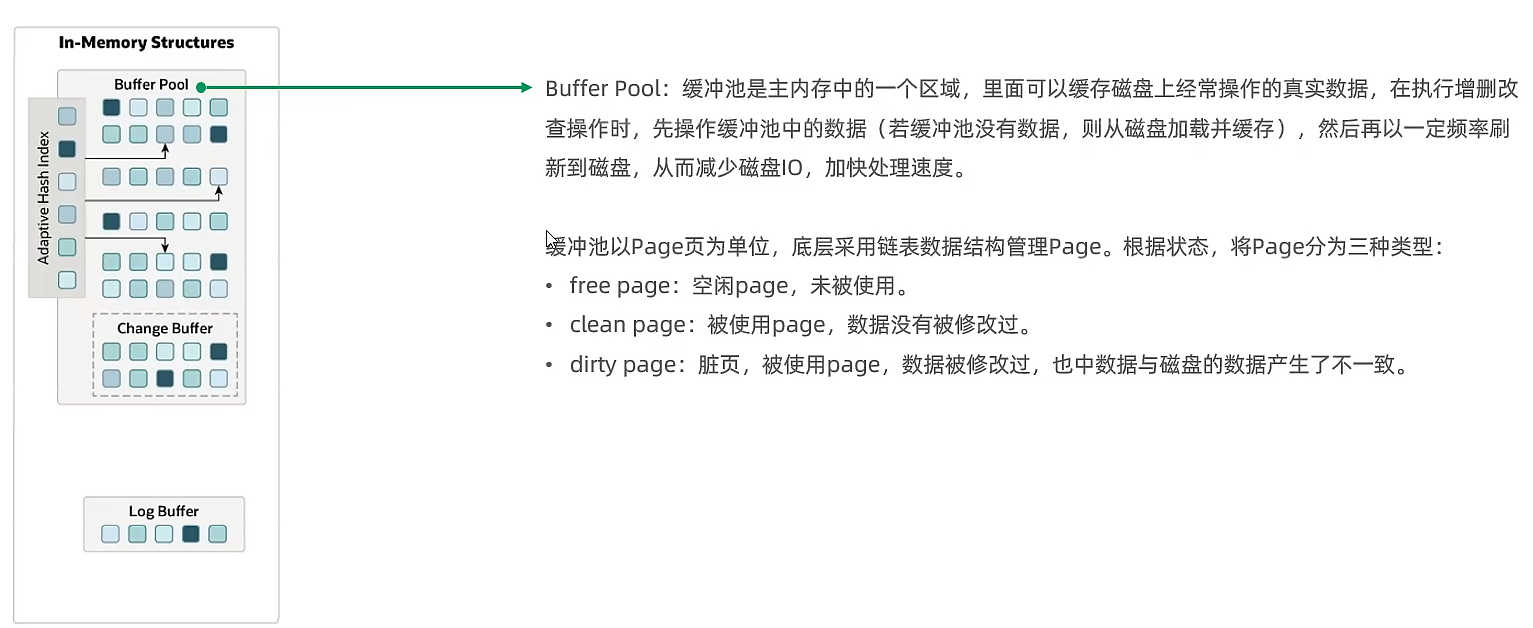 In-Memory Structures
Buffer Pool
Adaptive Hash Index
Change Buffer
Log Buffer
Buffer Pool：缓冲池是主内存中的一个区域，里面可以缓存磁盘上经常操作的真实数据，在执行增删改
查操作时，先操作缓冲池中的数据（若缓冲池没有数据，则从磁盘加载并缓存），然后再以一定频率刷
新到磁盘，从而减少磁盘IO，加快处理速度。
缓冲池以Page页为单位，底层采用链表数据结构管理Page。根据状态，将Page分为三种类型：
• free page：空闲page，未被使用。
• clean page：被使用page，数据没有被修改过。
• dirty page：脏页，被使用page，数据被修改过，也中数据与磁盘的数据产生了不一致。